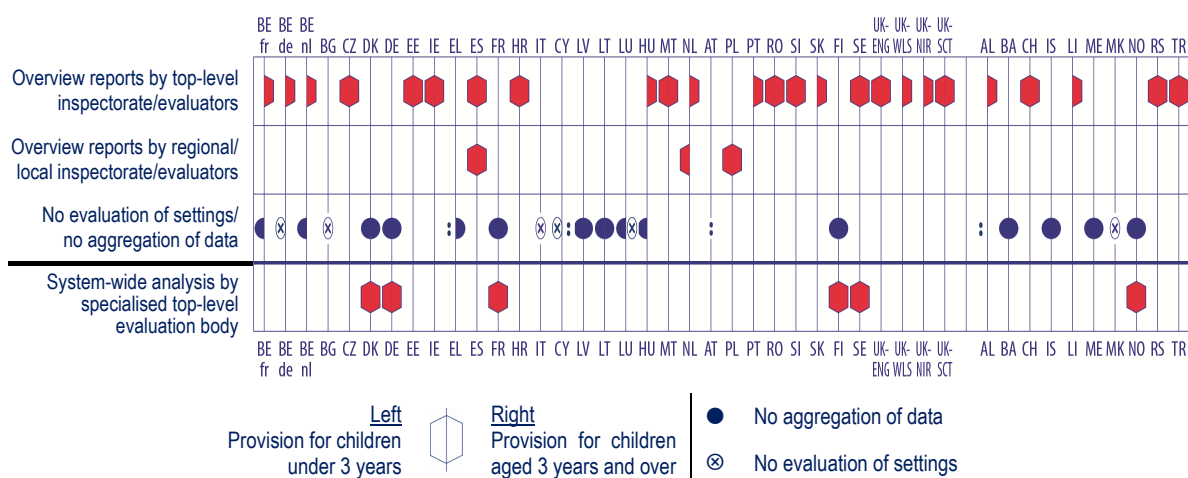 BE BE BE UK- UK- UK- UK-
fr de nl BG CZ DK DE EE IE EL ES FR HR IT CY LV LT LU HU MT NL AT PL PT RO SI SK FI SE ENG WLS NIR SCT AL BA CH IS LI ME MK NO RS TR
Overview reports by top-level
inspectorate/evaluators
Overview reports by regional/
local inspectorate/evaluators
No evaluation of settings/
no aggregation of data
: : : :
System-wide analysis by
specialised top-level
evaluation body
BE BE BE BG CZ DK DE EE IE EL ES FR HR IT CY LV LT LU HU MT NL AT PL PT RO SI SK FI SE UK- UK- UK- UK- AL BA CH IS LI ME MK NO RS TR
fr de nl ENG WLS NIR SCT
Left
Provision for children
under 3 years
Right
Provision for children
aged 3 years and over
No aggregation of data
No evaluation of settings